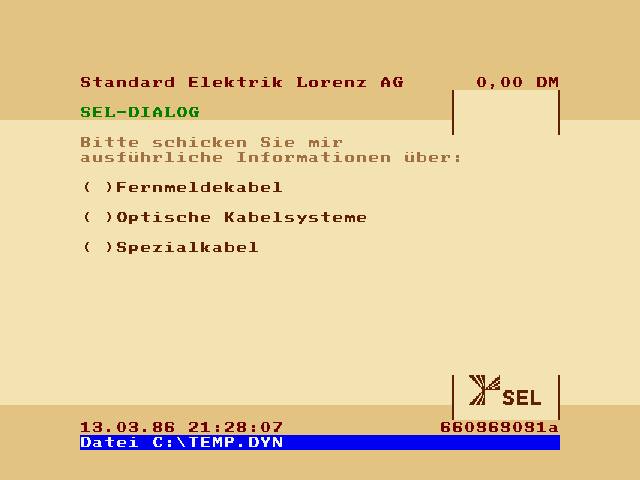 Standard Elektrik Lorenz AG 0,00 DM
SEL-DIALOG
Bitte schicken Sie mir
ausführliche Informationen über:
( )Fernmeldekabel
( )Optische Kabelsysteme
( )Spezialkabel
SEL
13.03.86 21:28:07 660868081a
Datei C:\TEMP.DYN